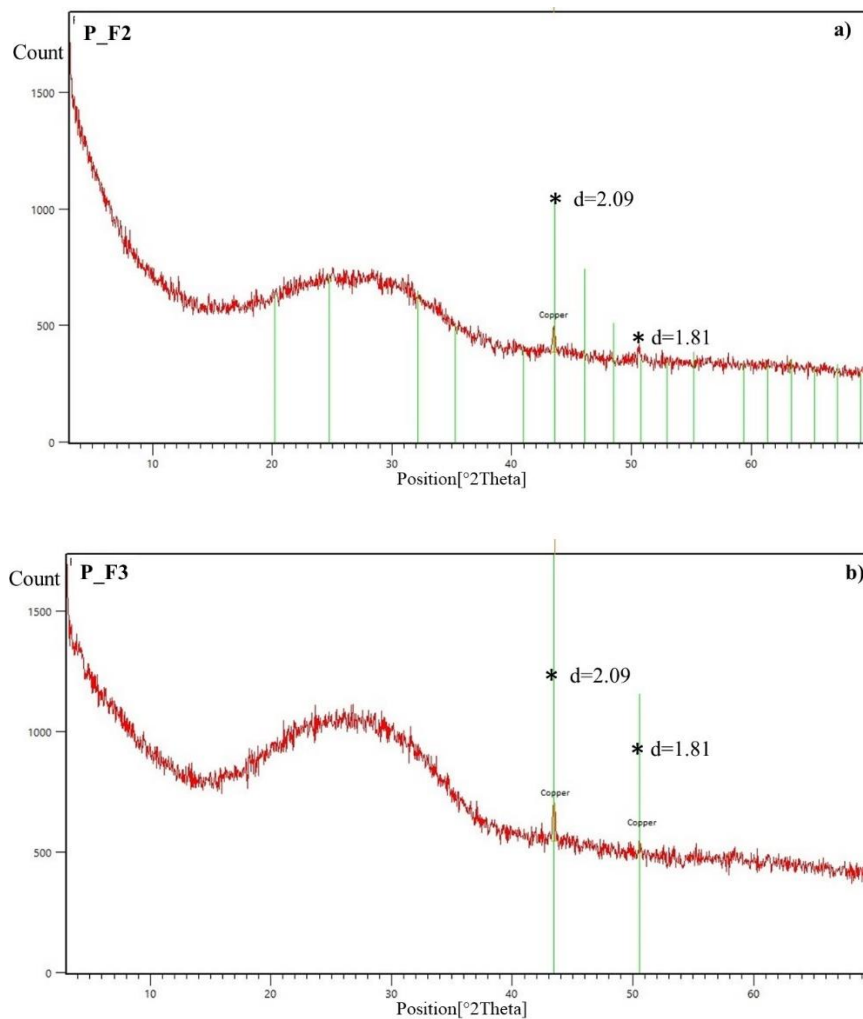 P_F2
a)
Count
1500
1000
500
0
* d=2.09
Copper
* d=1.81
10 20 30 40 50 60
Position[°2Theta]
P_F3
b)
Count
1500
1000
500
0
* d=2.09
* d=1.81
Copper
Copper
10 20 30 40 50 60
Position[°2Theta]